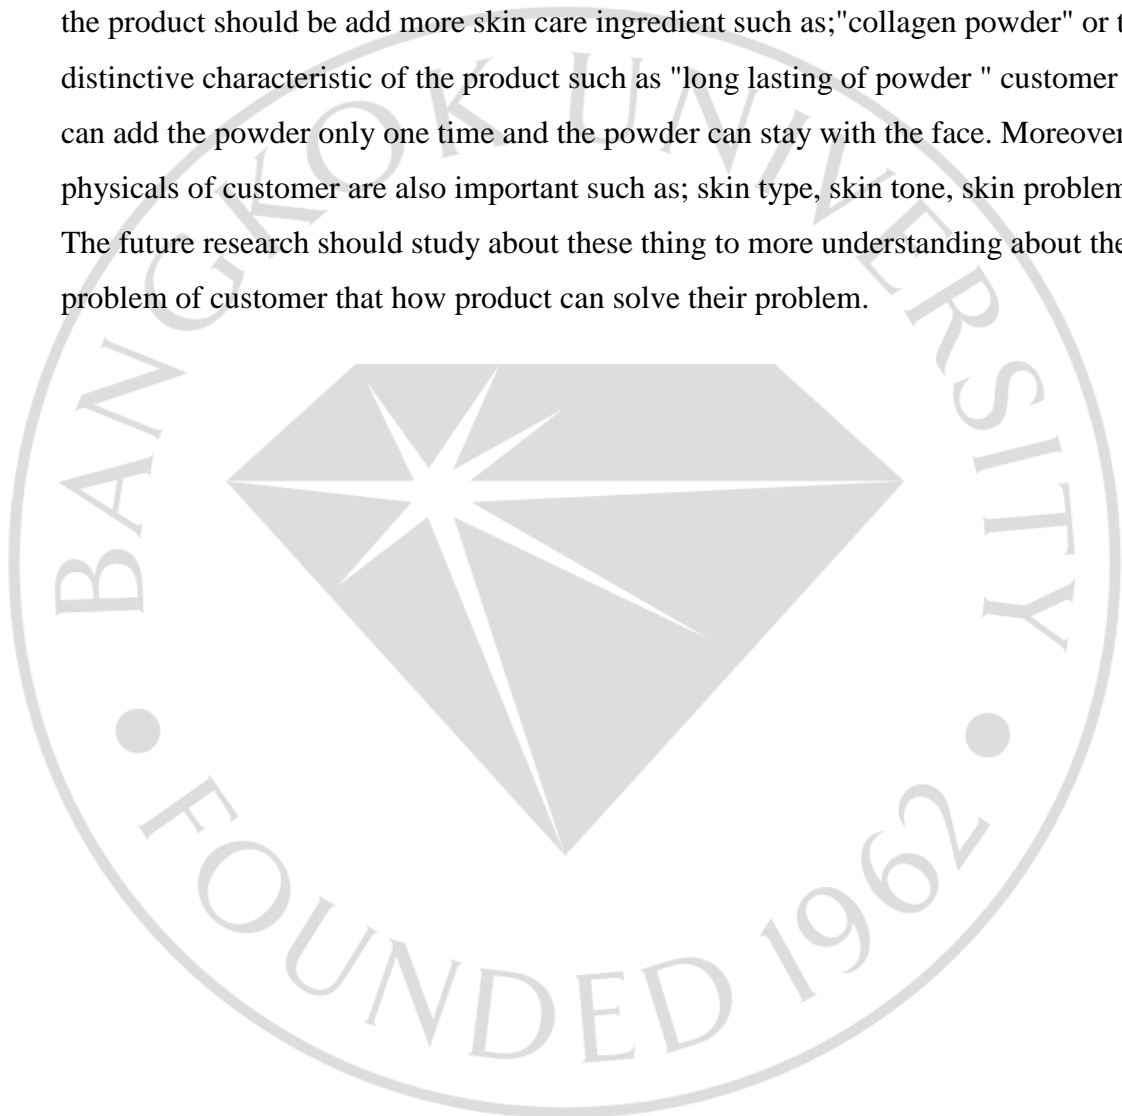 the product should be add more skin care ingredient such as;"collagen powder" or
distinctive characteristic of the product such as "long lasting of powder " customer
can add the powder only one time and the powder can stay with the face. Moreover
physicals of customer are also important such as; skin type, skin tone, skin problem
The future research should study about these thing to more understanding about the
problem of customer that how product can solve their problem.
BANGKOK UNIVERSITY
FOUNDED 1962